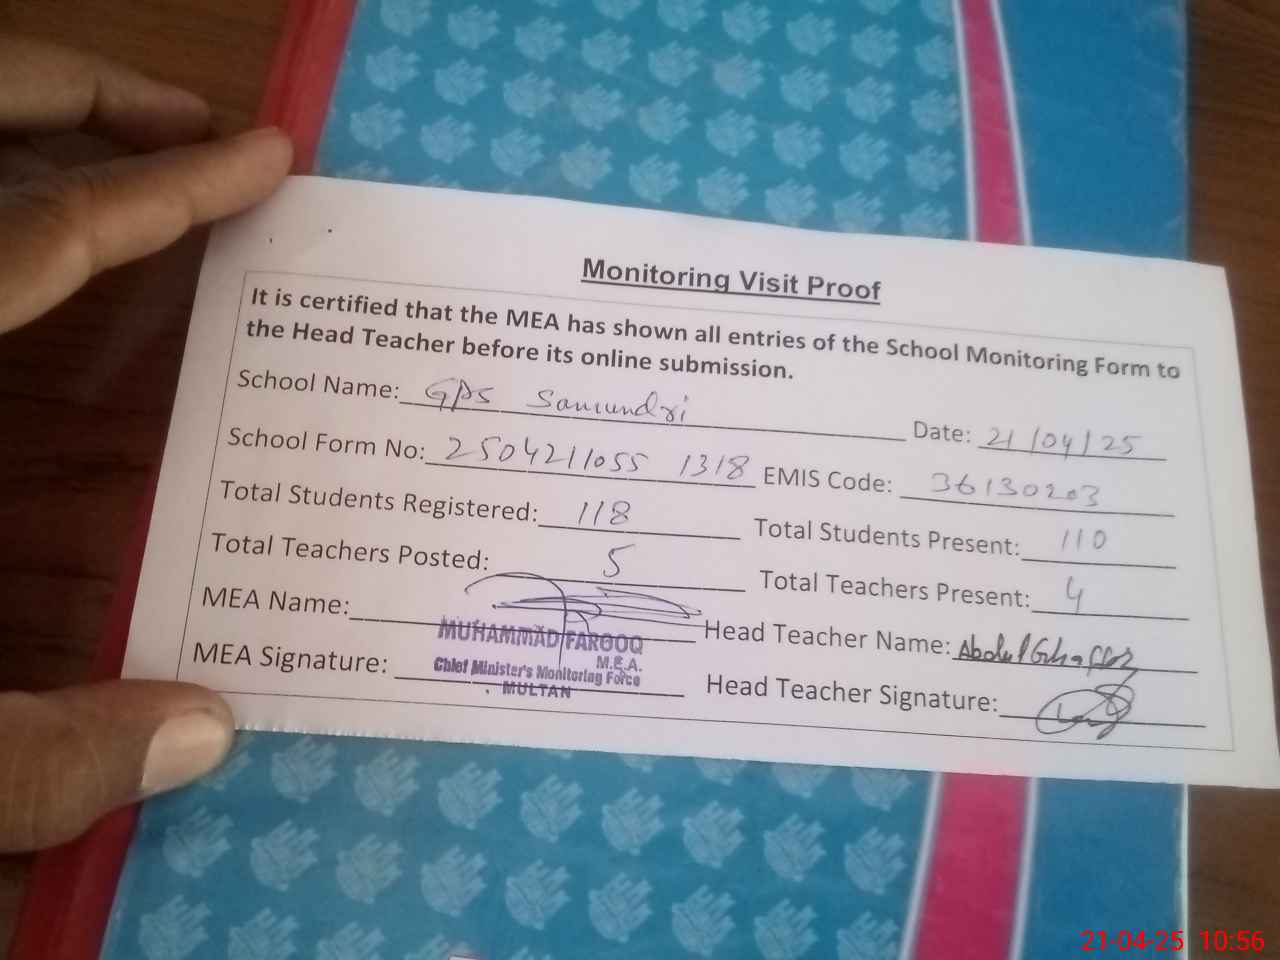 Monitoring Visit Proof
It is certified that the MEA has shown all entries of the School Monitoring Form to
the Head Teacher before its online submission.
School Name: GPS Samundri Date: 21/04/25
School Form No: 2504211055 1318 EMIS Code: 36130203
Total Students Registered: 118 Total Students Present: 110
Total Teachers Posted: 5 Total Teachers Present: 4
MEA Name: Head Teacher Name: Abdul Ghaffar
MUHAMMAD FAROOQ
M.E.A.
MEA Signature: Chief Minister's Monitoring Force Head Teacher Signature:
MULTAN
21-04-25 10:56